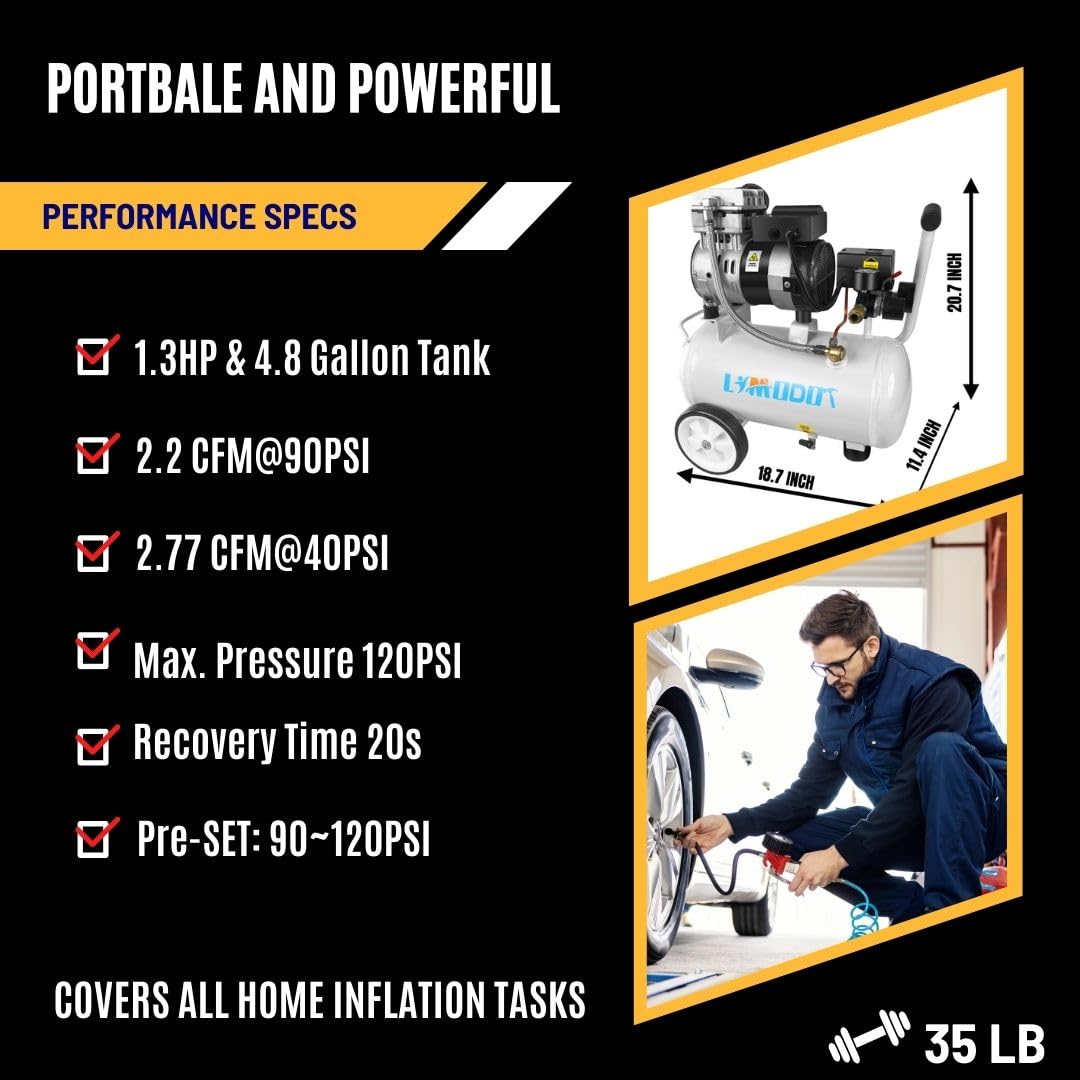 PORTBALE AND POWERFUL
PERFORMANCE SPECS
1.3HP & 4.8 Gallon Tank
2.2 CFM@90PSI
2.77 CFM@40PSI
Max. Pressure 120PSI
Recovery Time 20s
Pre-SET: 90~120PSI
COVERS ALL HOME INFLATION TASKS
20.7 INCH
LYMODOT
11.4 INCH
18.7 INCH
35 LB